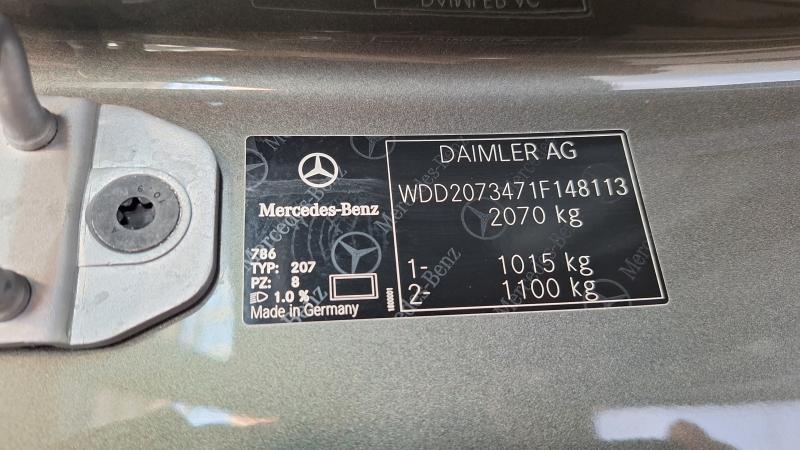 DAIMLER AG
WDD2073471F148113
2070 kg
1- 1015 kg
2- 1100 kg
Mercedes-Benz
786
TYP: 207
PZ: 8
1.0 %
Made in Germany